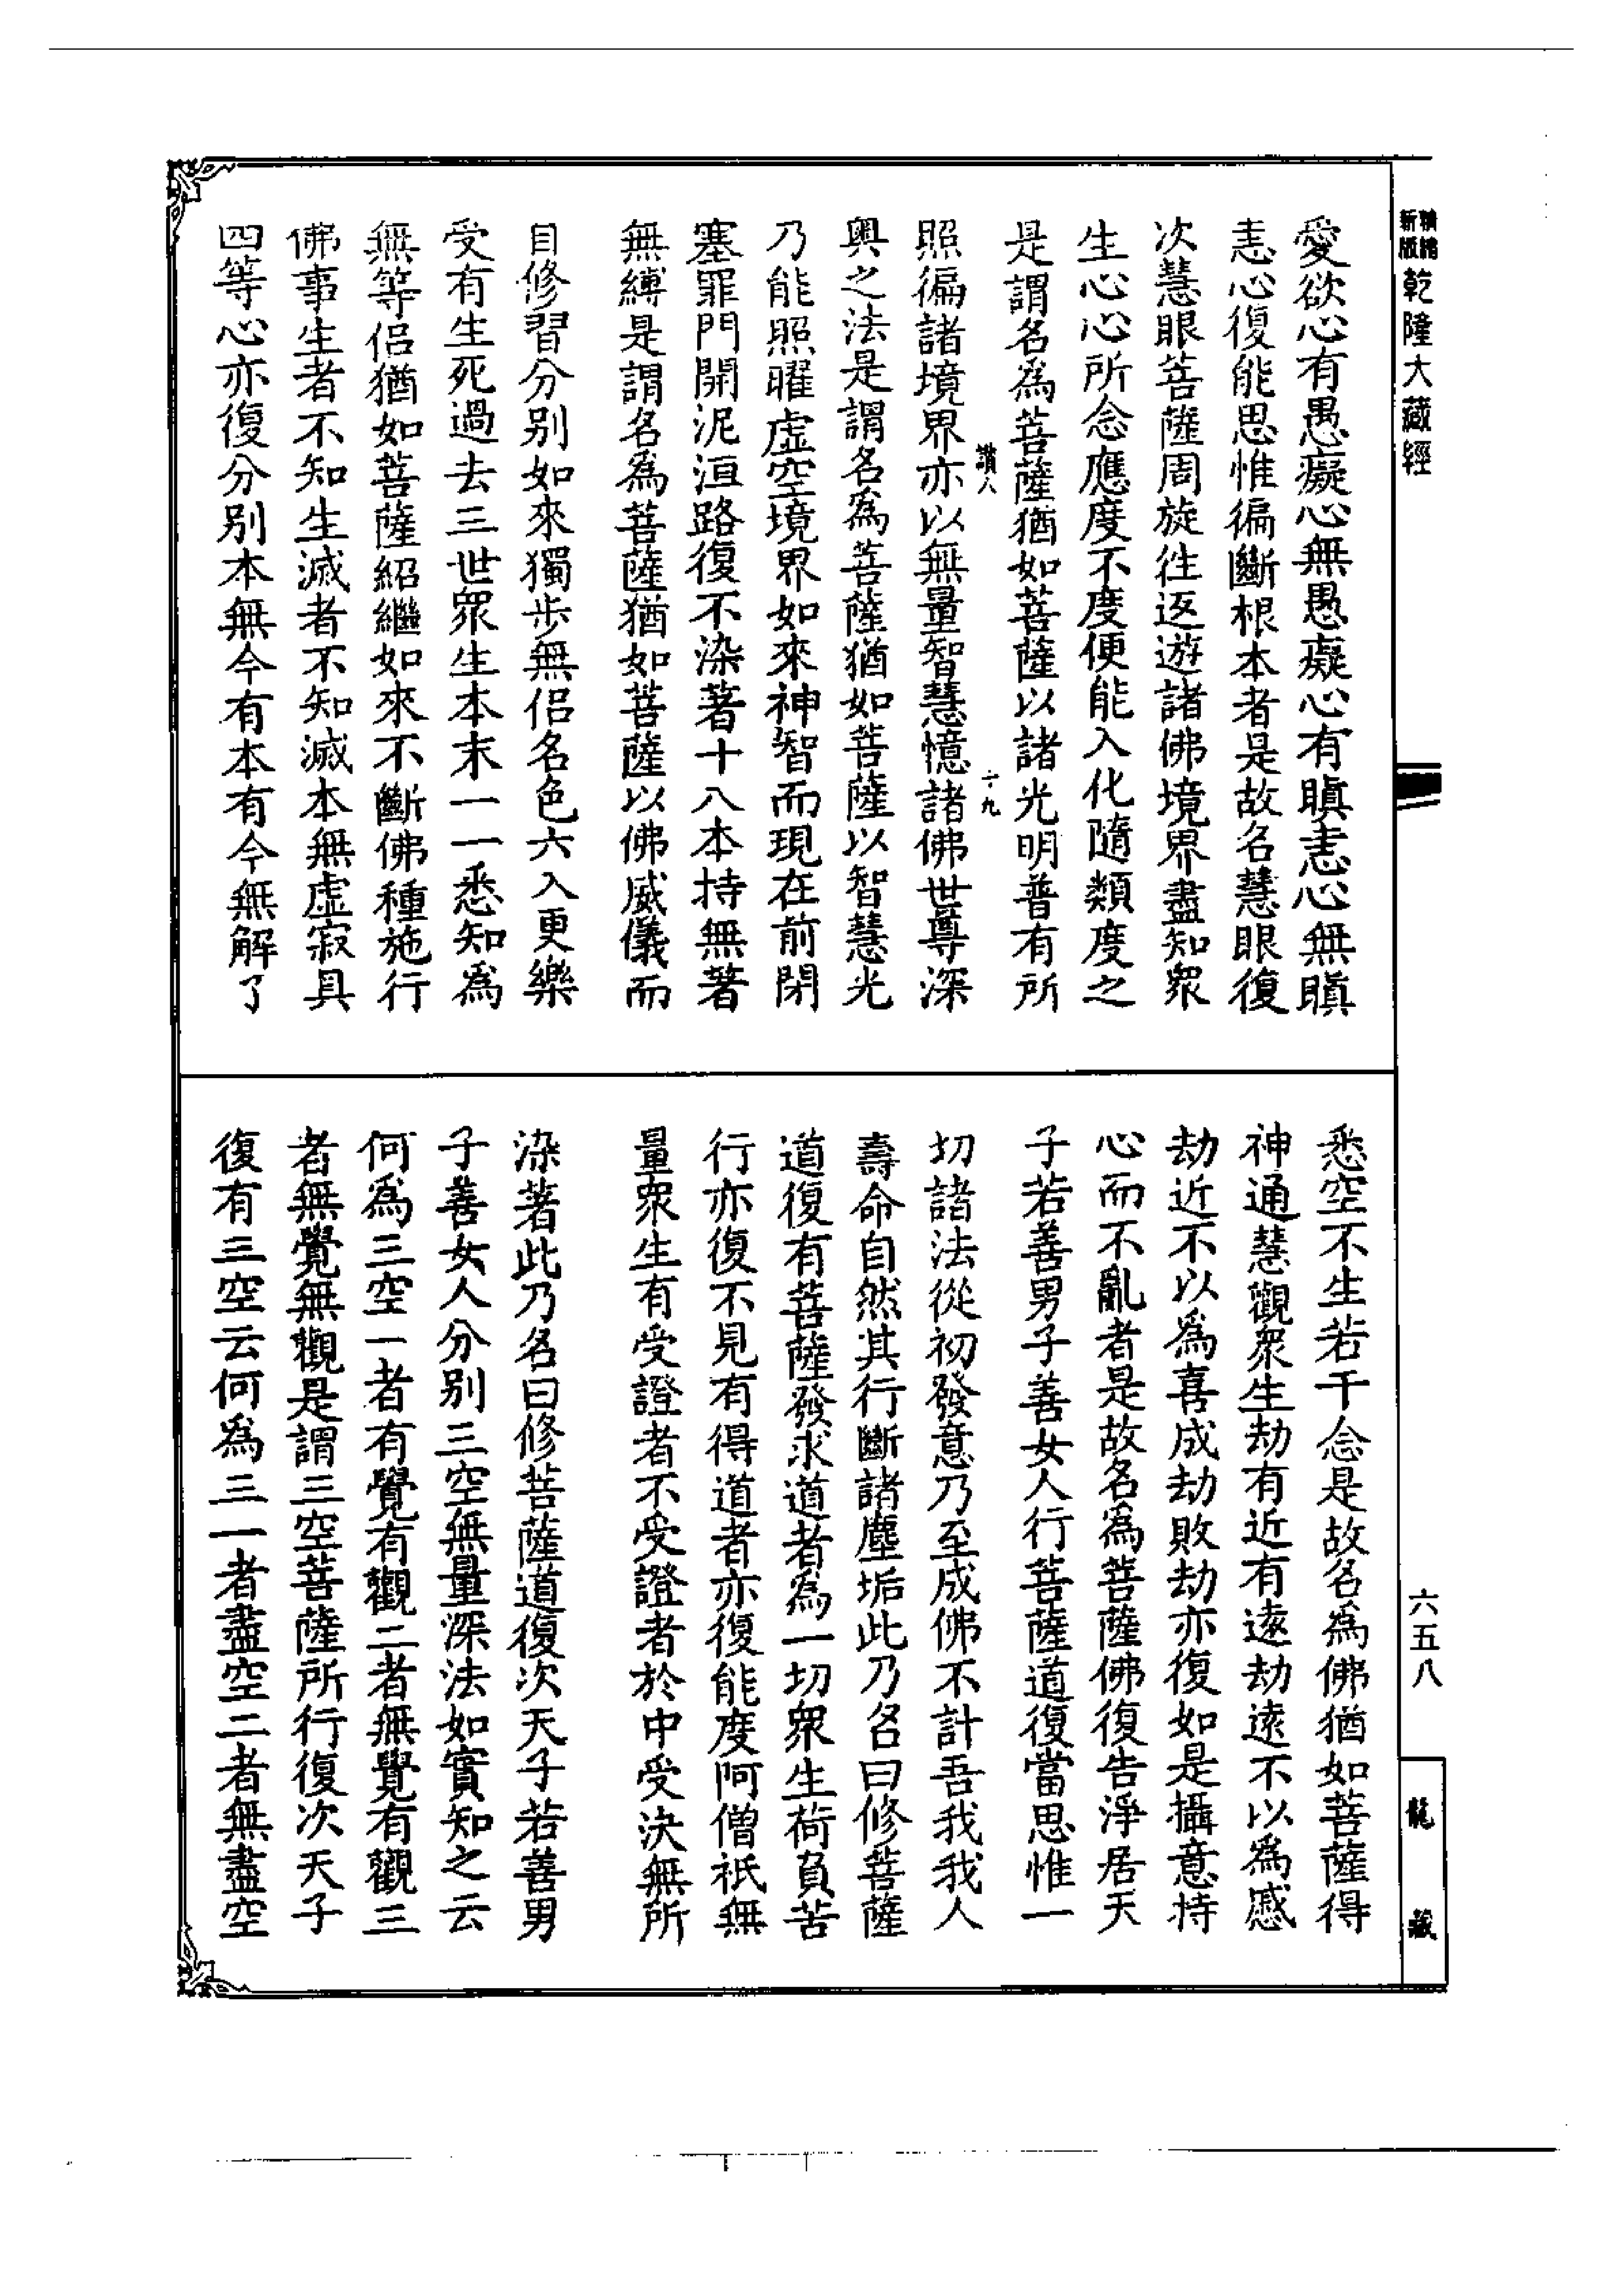 乾隆大藏經
愛欲心有愚癡心無愚癡心有瞋恚心無瞋
恚心復能思惟徧斷根本者是故名慧眼復
次慧眼菩薩周旋往返遊諸佛境界盡知眾
生心心所念應度不度便能入化隨類度之
是謂名為菩薩猶如菩薩以諸光明普有所
十九
照徧諸境界亦以無量智慧憶諸佛世尊深
奧之法是謂名為菩薩猶如菩薩以智慧光
乃能照曜虛空境界如來神智而現在前閉
塞罪門開泥洹路復不染著十八本持無著
無縛是謂名為菩薩猶如菩薩以佛威儀而
自修習分別如來獨步無侶名色六入更樂
受有生死過去三世眾生本末一一悉知為
無等侶猶如菩薩紹繼如來不斷佛種施行
佛事生者不知生滅者不知滅本無虛寂具
四等心亦復分別本無今有本有今無解了
悉空不生若干念是故名為佛猶如菩薩得
神通慧觀眾生劫有近有遠劫遠不以為慼
劫近不以為喜成劫敗劫亦復如是攝意持
心而不亂者是故名為菩薩佛復告淨居天
子若善男子善女人行菩薩道復當思惟一
切諸法從初發意乃至成佛不計吾我我人
壽命自然其行斷諸塵垢此乃名曰修菩薩
道復有菩薩發求道者為一切眾生荷負苦
行亦復不見有得道者亦復能度阿僧祇無
量眾生有受證者不受證者於中受決無所
染著此乃名曰修菩薩道復次天子若善男
子善女人分別三空無量深法如實知之云
何為三空一者有覺有觀二者無覺有觀三
者無覺無觀是謂三空菩薩所行復次天子
復有三空云何為三一者盡空二者無盡空
六五八
龍藏